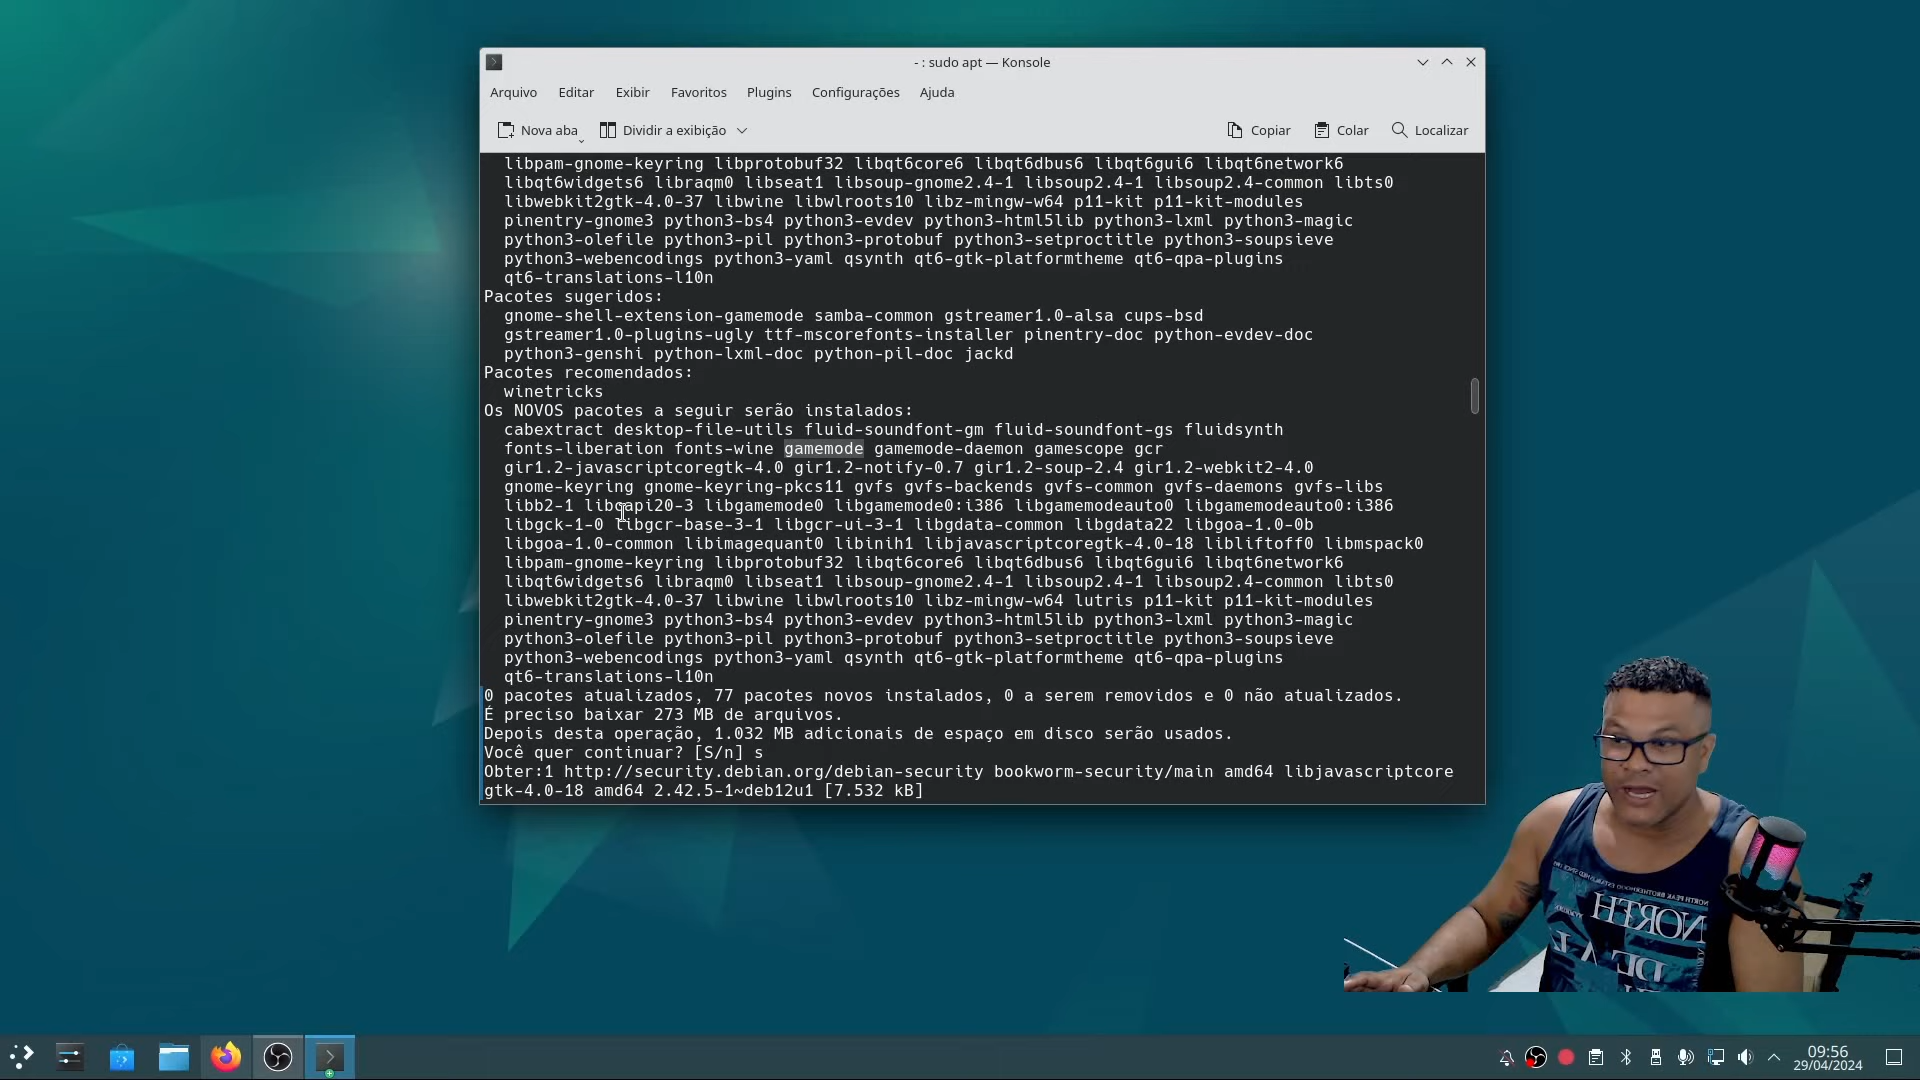 - : sudo apt — Konsole
Arquivo Editar Exibir Favoritos Plugins Configurações Ajuda
Nova aba Dividir a exibição Copiar Colar Localizar
libpam-gnome-keyring libprotobuf32 libqt6core6 libqt6dbus6 libqt6gui6 libqt6network6
libqt6widgets6 libraqm0 libseat1 libsoup-gnome2.4-1 libsoup2.4-1 libsoup2.4-common libts0
libwebkit2gtk-4.0-37 libwine libwlroots10 libz-mingw-w64 p11-kit p11-kit-modules
pinentry-gnome3 python3-bs4 python3-evdev python3-html5lib python3-lxml python3-magic
python3-olefile python3-pil python3-protobuf python3-setproctitle python3-soupsieve
python3-webencodings python3-yaml qsynth qt6-gtk-platformtheme qt6-qpa-plugins
qt6-translations-l10n
Pacotes sugeridos:
gnome-shell-extension-gamemode samba-common gstreamer1.0-alsa cups-bsd
gstreamer1.0-plugins-ugly ttf-mscorefonts-installer pinentry-doc python-evdev-doc
python3-genshi python-lxml-doc python-pil-doc jackd
Pacotes recomendados:
winetricks
Os NOVOS pacotes a seguir serão instalados:
cabextract desktop-file-utils fluid-soundfont-gm fluid-soundfont-gs fluidsynth
fonts-liberation fonts-wine gamemode gamemode-daemon gamescope gcr
gir1.2-javascriptcoregtk-4.0 gir1.2-notify-0.7 gir1.2-soup-2.4 gir1.2-webkit2-4.0
gnome-keyring gnome-keyring-pkcs11 gvfs gvfs-backends gvfs-common gvfs-daemons gvfs-libs
libb2-1 libcapi20-3 libgamemode0 libgamemode0:i386 libgamemodeauto0 libgamemodeauto0:i386
libgck-1-0 libgcr-base-3-1 libgcr-ui-3-1 libgdata-common libgdata22 libgoa-1.0-0b
libgoa-1.0-common libimagequant0 libinih1 libjavascriptcoregtk-4.0-18 libliftoff0 libmspack0
libpam-gnome-keyring libprotobuf32 libqt6core6 libqt6dbus6 libqt6gui6 libqt6network6
libqt6widgets6 libraqm0 libseat1 libsoup-gnome2.4-1 libsoup2.4-1 libsoup2.4-common libts0
libwebkit2gtk-4.0-37 libwine libwlroots10 libz-mingw-w64 lutris p11-kit p11-kit-modules
pinentry-gnome3 python3-bs4 python3-evdev python3-html5lib python3-lxml python3-magic
python3-olefile python3-pil python3-protobuf python3-setproctitle python3-soupsieve
python3-webencodings python3-yaml qsynth qt6-gtk-platformtheme qt6-qpa-plugins
qt6-translations-l10n
0 pacotes atualizados, 77 pacotes novos instalados, 0 a serem removidos e 0 não atualizados.
É preciso baixar 273 MB de arquivos.
Depois desta operação, 1.032 MB adicionais de espaço em disco serão usados.
Você quer continuar? [S/n] s
Obter:1 http://security.debian.org/debian-security bookworm-security/main amd64 libjavascriptcore
gtk-4.0-18 amd64 2.42.5-1~deb12u1 [7.532 kB]
NORTH
09:56
29/04/2024